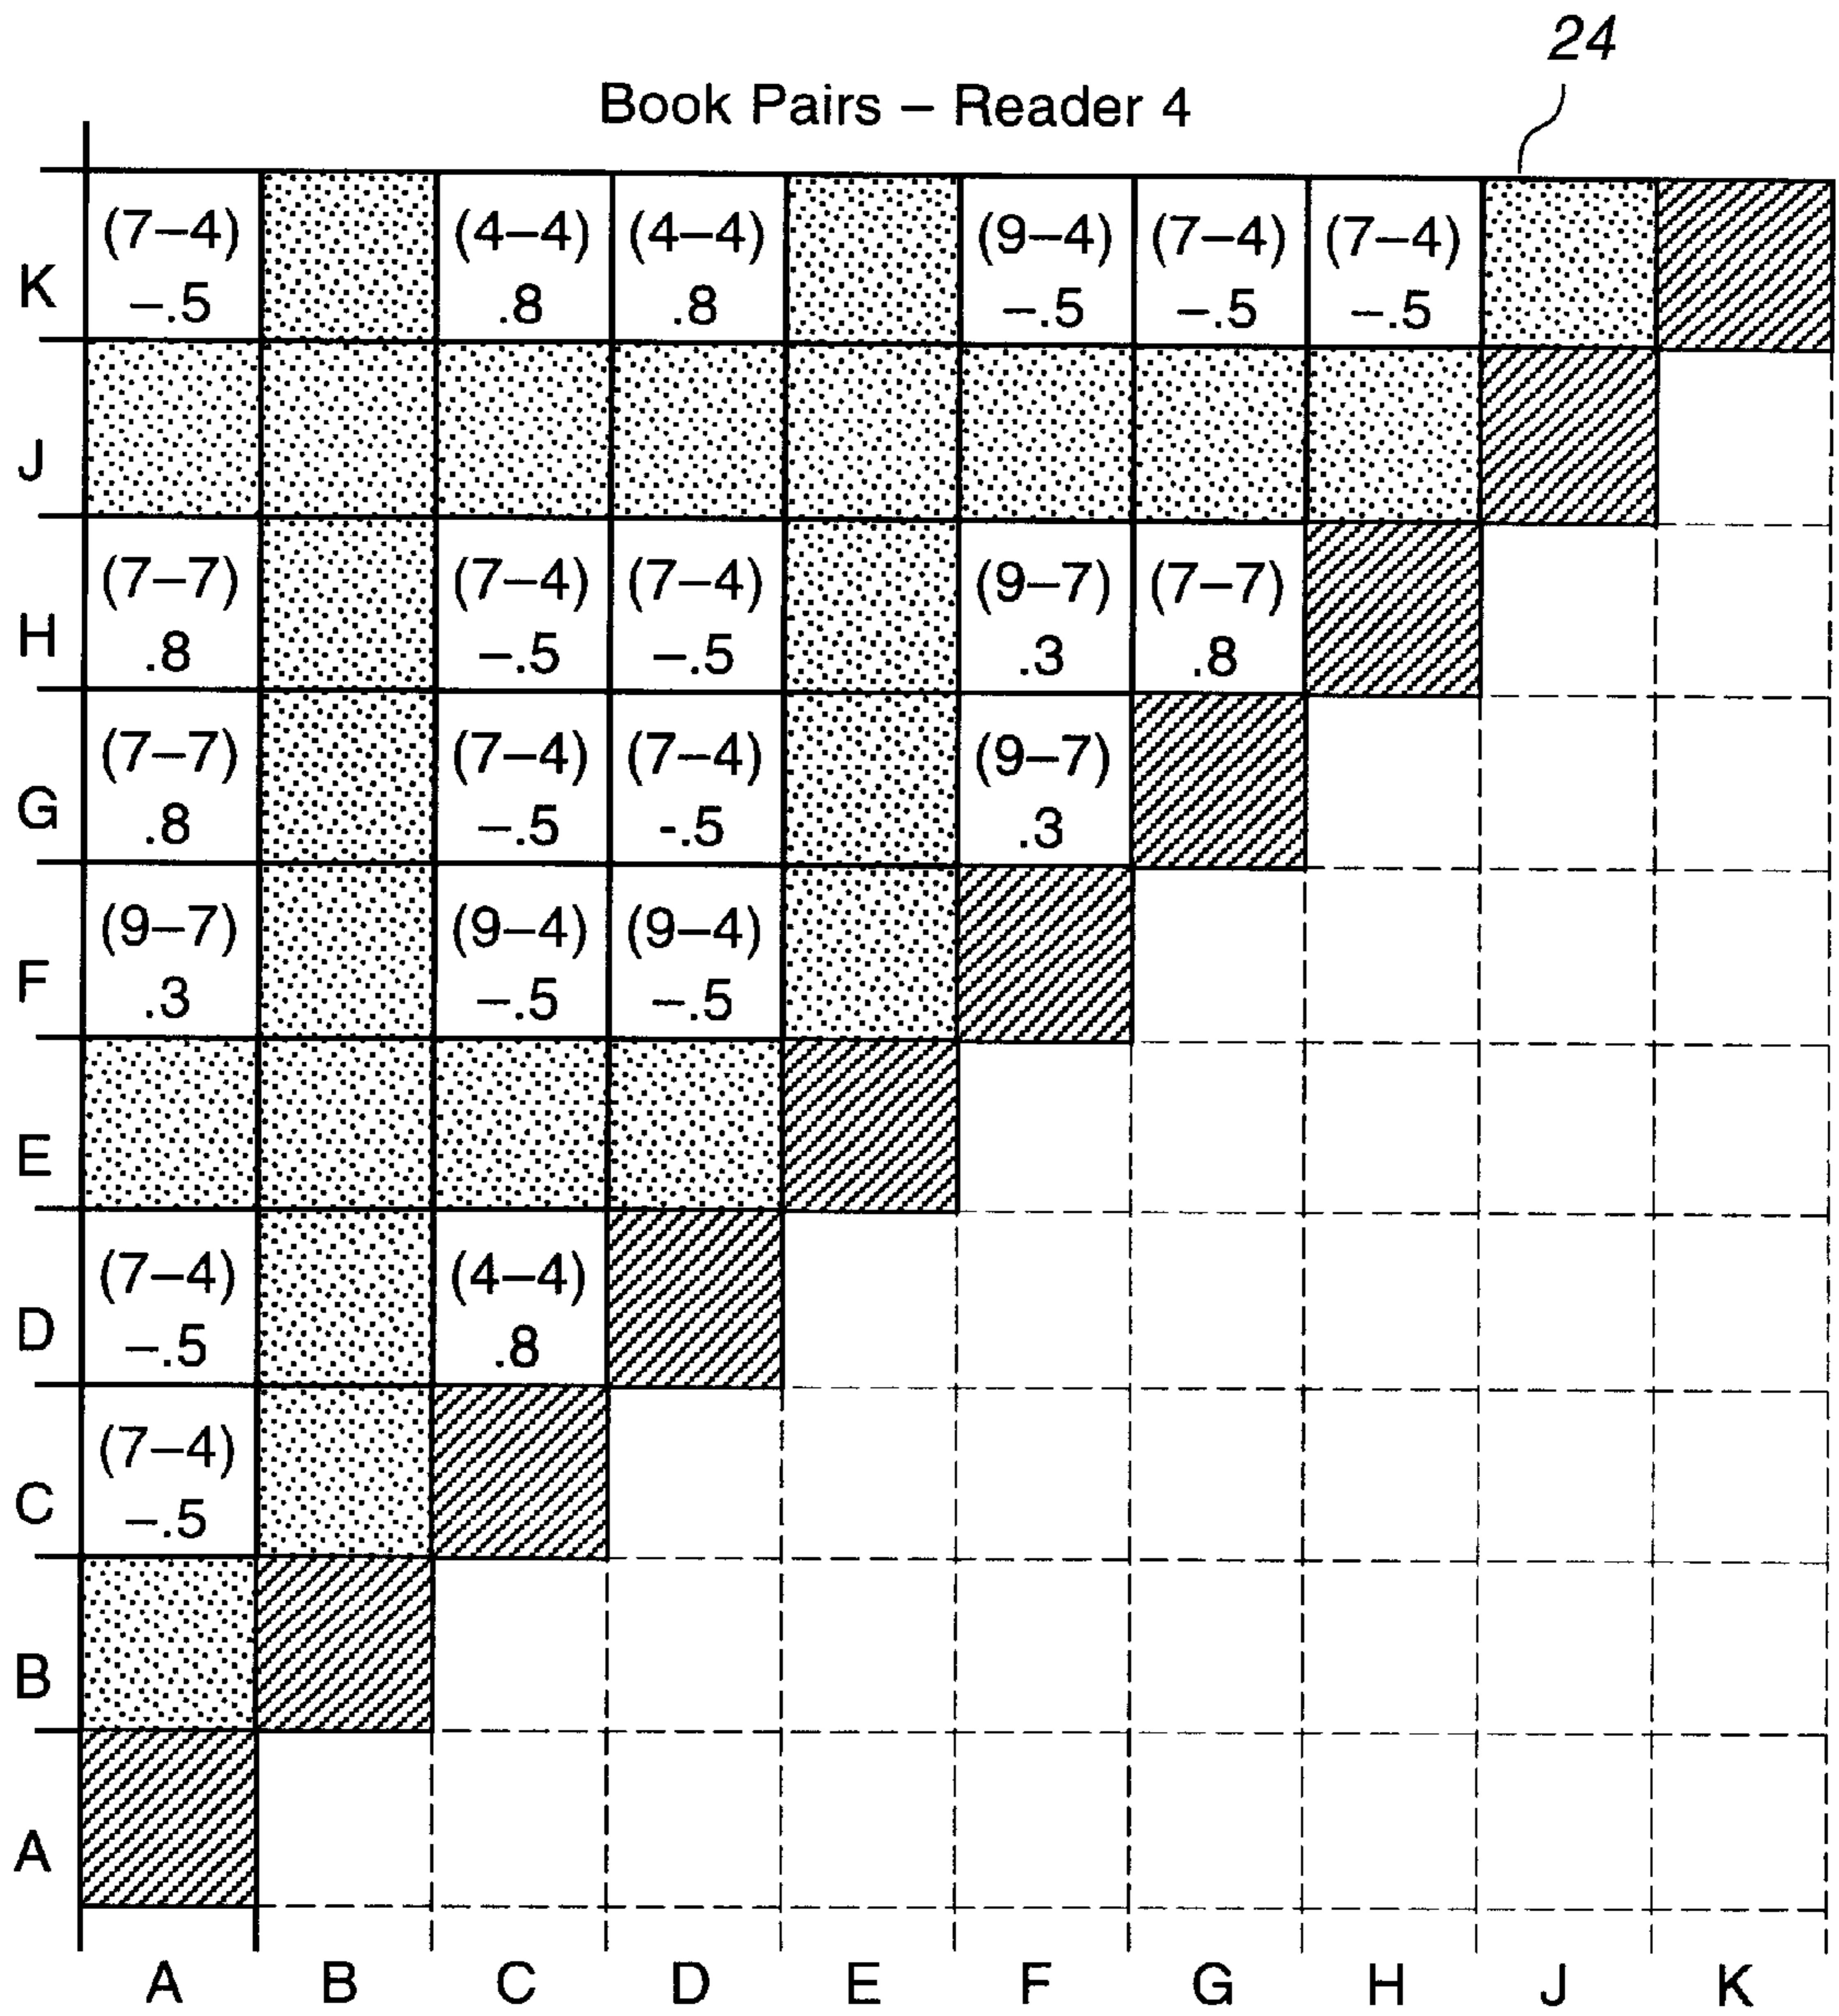 24
Book Pairs – Reader 4
(7–4) (4–4) (4–4) (9–4) (7–4) (7–4)
K –.5 .8 .8 –.5 –.5 –.5
J
(7–7) (7–4) (7–4) (9–7) (7–7)
H .8 –.5 –.5 .3 .8
(7–7) (7–4) (7–4) (9–7)
G .8 –.5 -.5 .3
(9–7) (9–4) (9–4)
F .3 –.5 –.5
E
(7–4) (4–4)
D –.5 .8
(7–4)
C –.5
B
A
A B C D E F G H J K